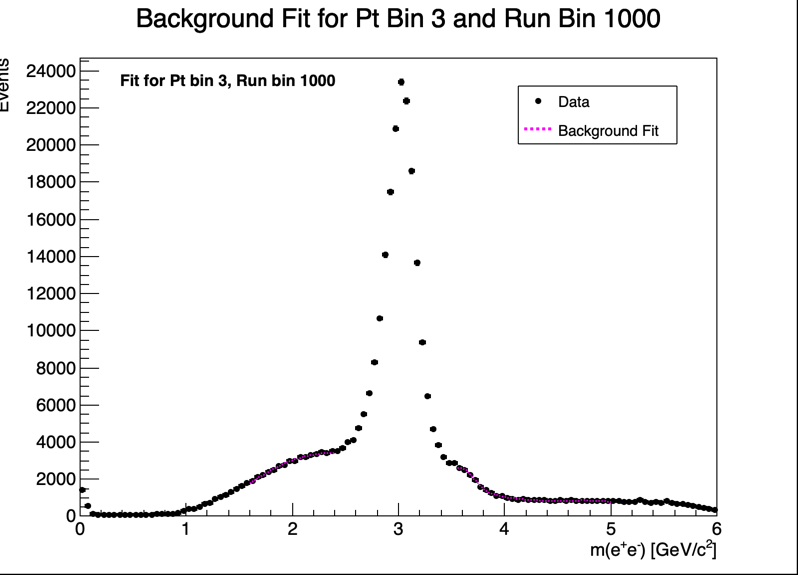 Background Fit for Pt Bin 3 and Run Bin 1000
Events
Fit for Pt bin 3, Run bin 1000
Data
Background Fit
24000
22000
20000
18000
16000
14000
12000
10000
8000
6000
4000
2000
0
0 1 2 3 4 5 6
m(e⁺e⁻) [GeV/c²]